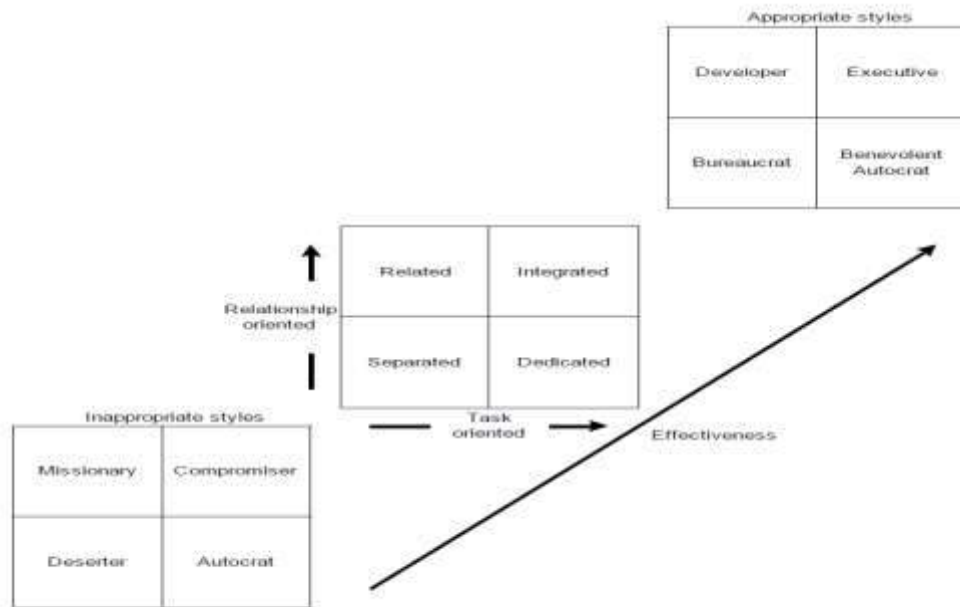 Appropriate styles
Developer
Executive
Bureaucrat
Benevolent
Autocrat
Related
Integrated
Relationship
oriented
Separated
Dedicated
Task
oriented
Effectiveness
Inappropriate styles
Missionary
Compromiser
Deserter
Autocrat